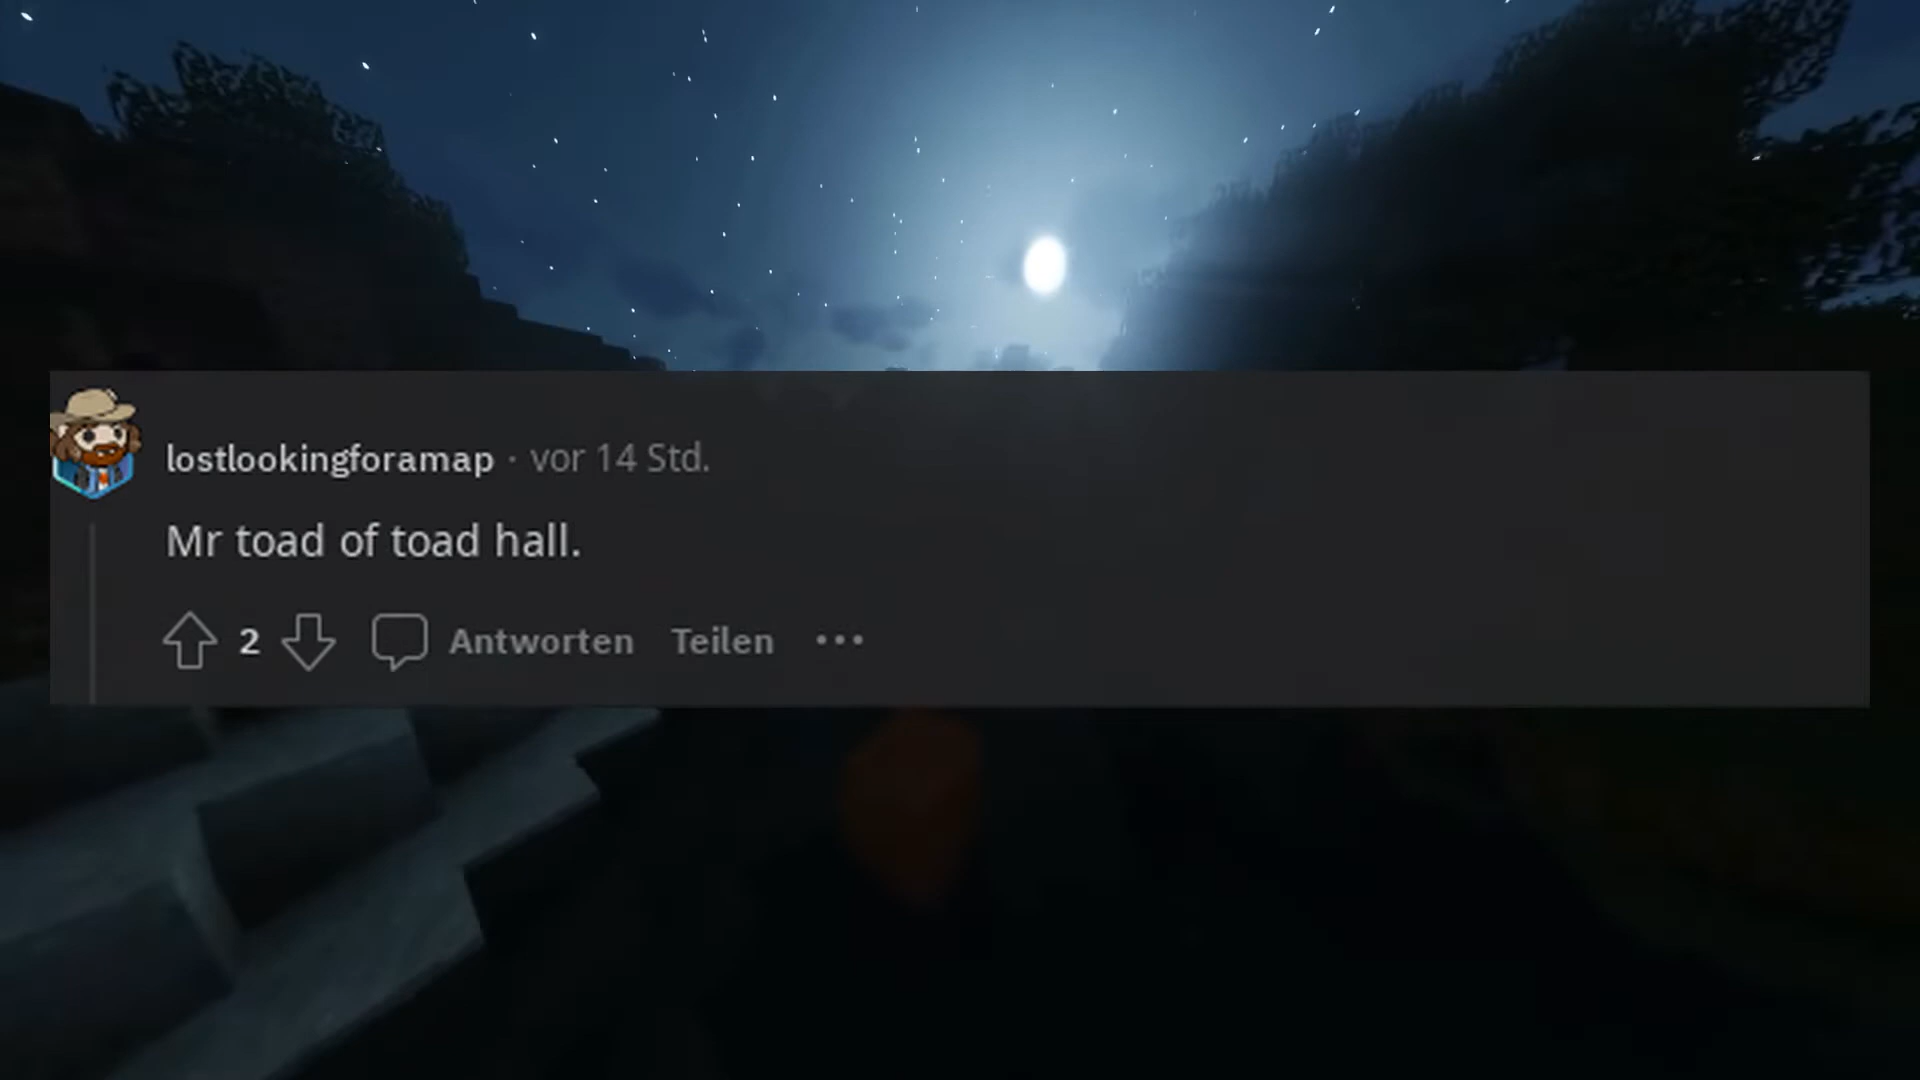 lostlookingforamap · vor 14 Std.
Mr toad of toad hall.
2 Antworten Teilen •••